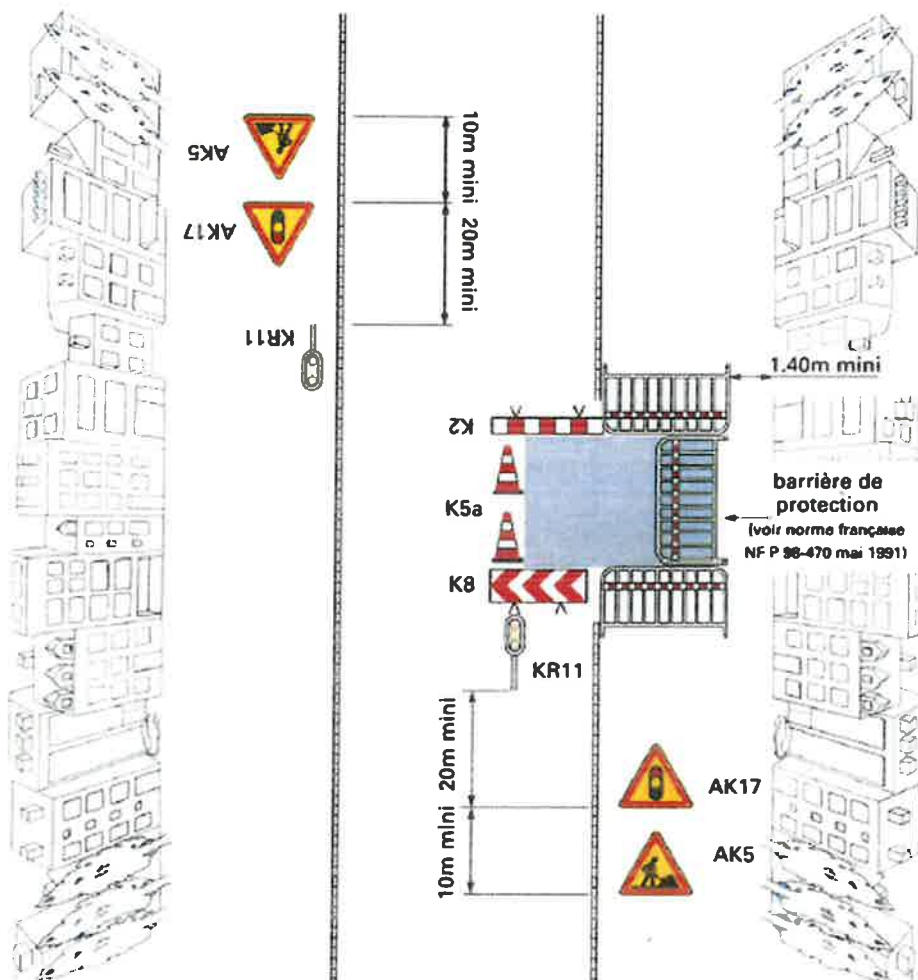 AK5
10m mini
AK17
20m mini
KR11
1.40m mini
K2
barrière de
protection
(voir norme française
NF P 98-470 mai 1991)
K5a
K8
KR11
20m mini
AK17
10m mini
AK5